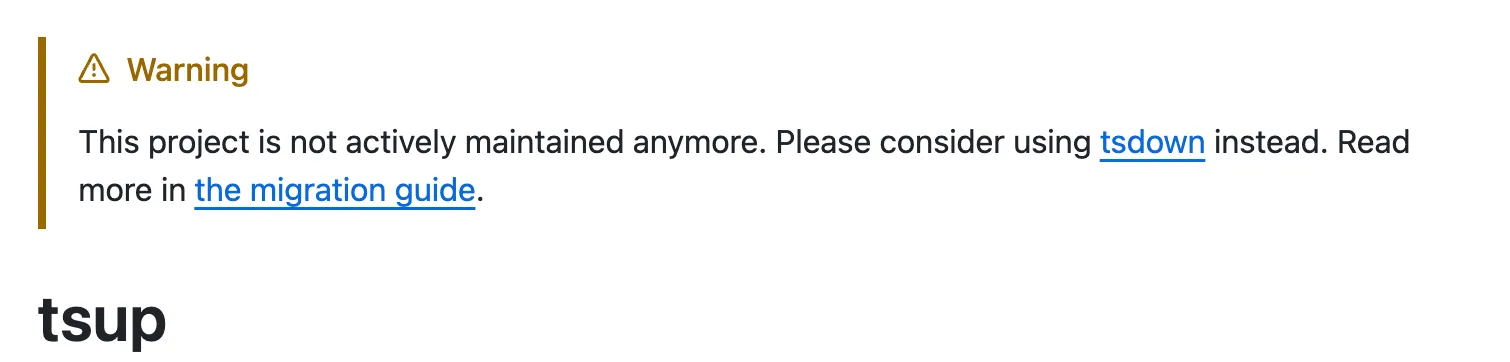 Warning
This project is not actively maintained anymore. Please consider using tsdown instead. Read
more in the migration guide.
tsup